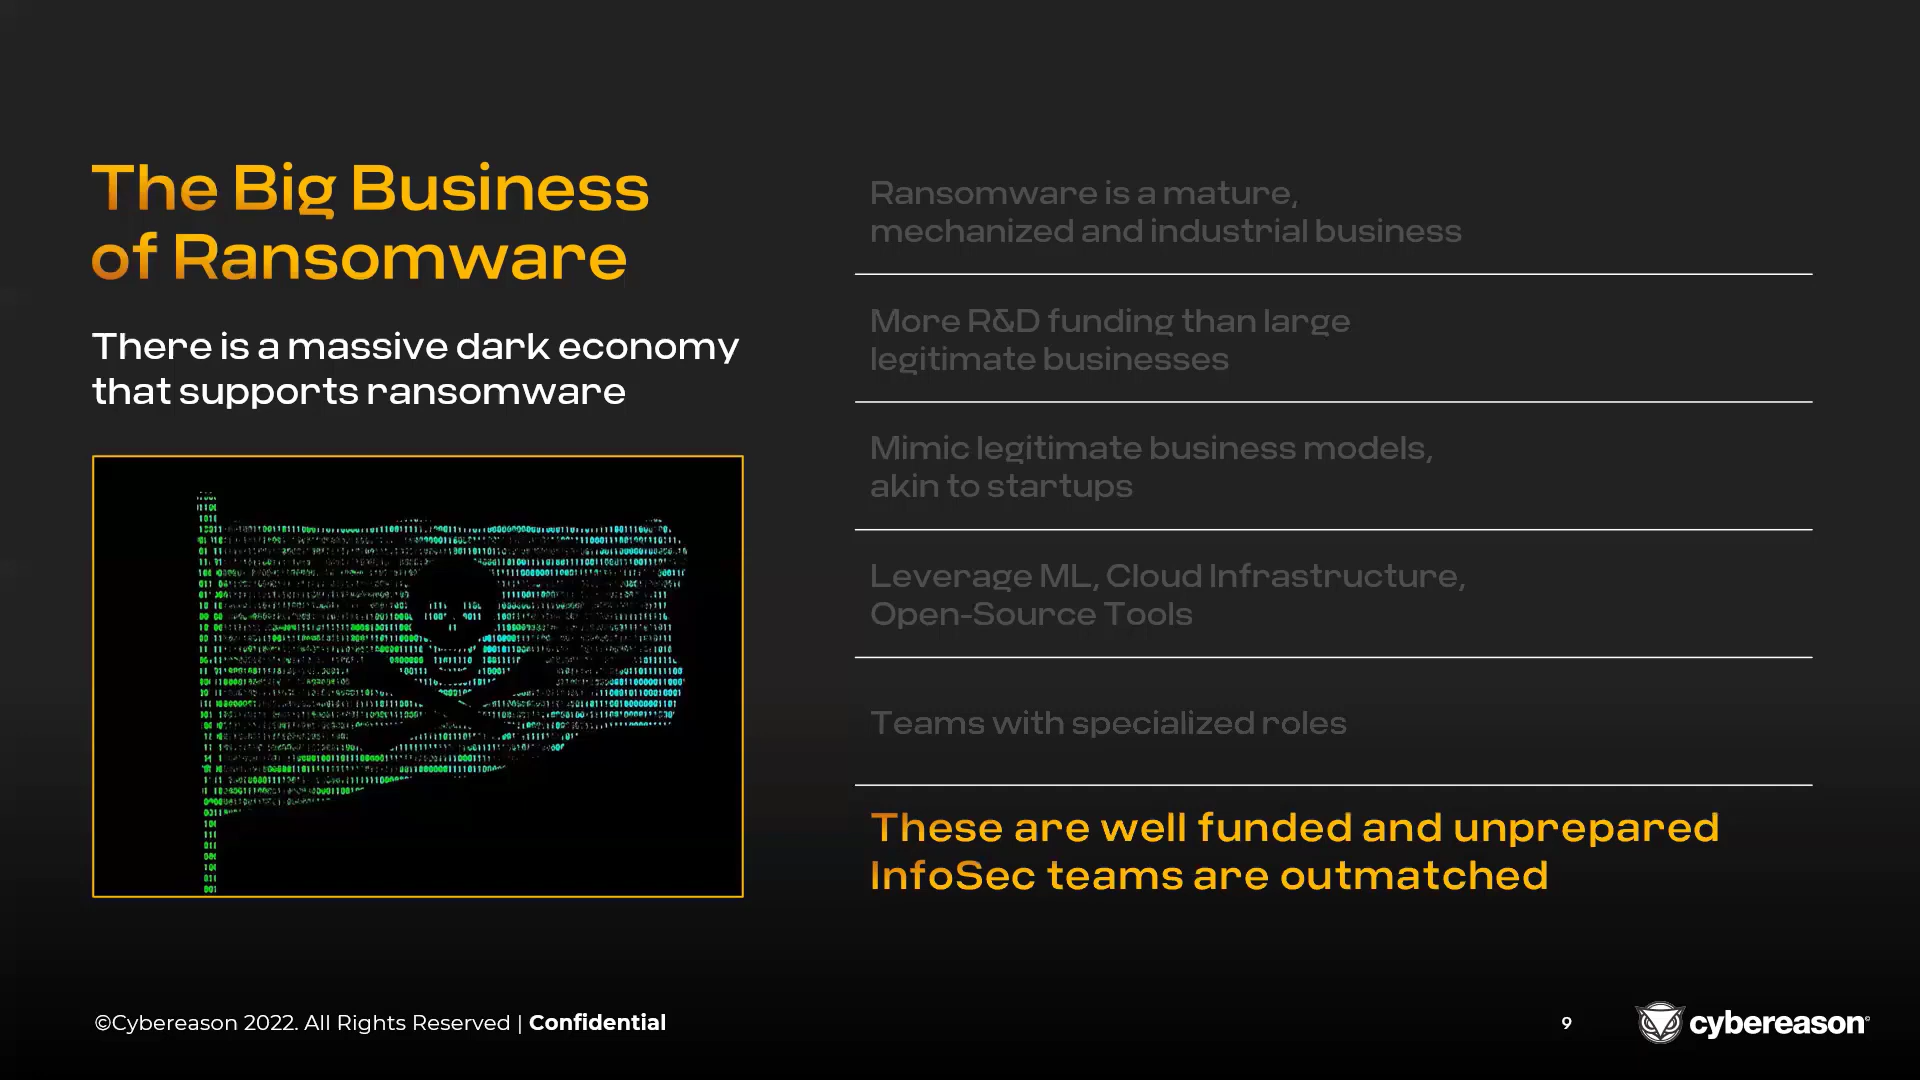 The Big Business
of Ransomware
There is a massive dark economy
that supports ransomware
Ransomware is a mature,
mechanized and industrial business
More R&D funding than large
legitimate businesses
Mimic legitimate business models,
akin to startups
Leverage ML, Cloud Infrastructure,
Open-Source Tools
Teams with specialized roles
These are well funded and unprepared
InfoSec teams are outmatched
©Cybereason 2022. All Rights Reserved | Confidential
9
cybereason